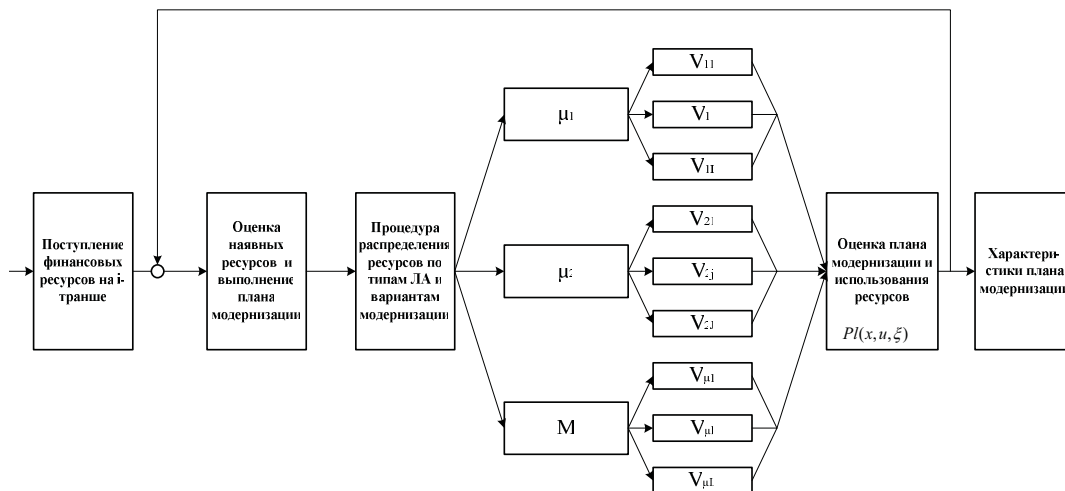 Поступление
финансовых
ресурсов на i-
транше
Оценка
наявных
ресурсов и
выполнение
плана
модернизации
Процедура
распределения
ресурсов по
типам ЛА и
вариантам
модернизации
μ1
μ2
M
V11
V1
V1I
V21
V2j
V2J
Vμ1
Vμl
VμL
Оценка плана
модернизации и
использования
ресурсов
Pl(x,u,ξ)
Характери-
стики плана
модернизации